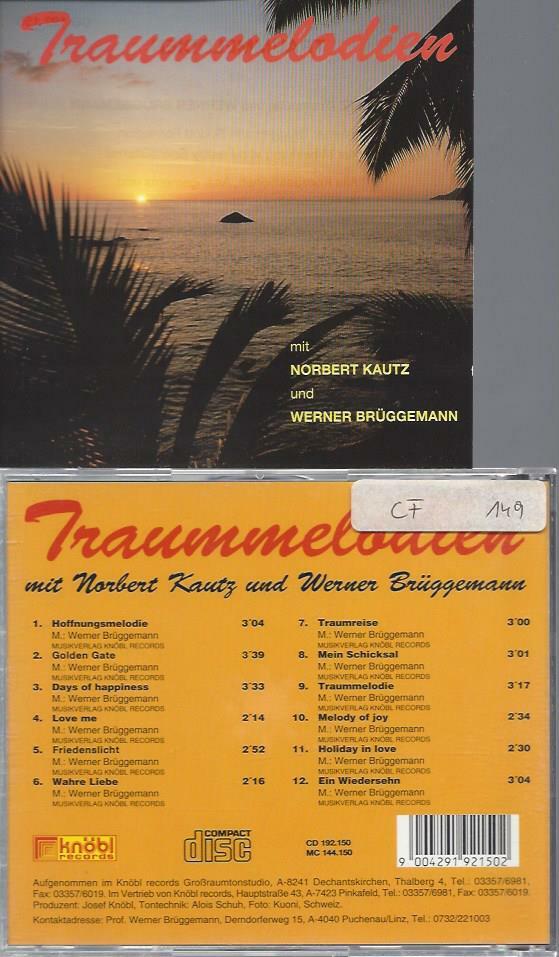 Traummelodien
mit
NORBERT KAUTZ
und
WERNER BRÜGGEMANN
CF 149
Traummelodien
mit Norbert Kautz und Werner Brüggemann
1. Hoffnungsmelodie 3´04
M.: Werner Brüggemann
MUSIKVERLAG KNÖBL RECORDS
2. Golden Gate 3´39
M.: Werner Brüggemann
MUSIKVERLAG KNÖBL RECORDS
3. Days of happiness 3´33
M.: Werner Brüggemann
MUSIKVERLAG KNÖBL RECORDS
4. Love me 2´14
M.: Werner Brüggemann
MUSIKVERLAG KNÖBL RECORDS
5. Friedenslicht 2´52
M.: Werner Brüggemann
MUSIKVERLAG KNÖBL RECORDS
6. Wahre Liebe 2´16
M.: Werner Brüggemann
MUSIKVERLAG KNÖBL RECORDS
7. Traumreise 3´00
M.: Werner Brüggemann
MUSIKVERLAG KNÖBL RECORDS
8. Mein Schicksal 3´01
M.: Werner Brüggemann
MUSIKVERLAG KNÖBL RECORDS
9. Traummelodie 3´17
M.: Werner Brüggemann
MUSIKVERLAG KNÖBL RECORDS
10. Melody of joy 2´34
M.: Werner Brüggemann
MUSIKVERLAG KNÖBL RECORDS
11. Holiday in love 2´30
M.: Werner Brüggemann
MUSIKVERLAG KNÖBL RECORDS
12. Ein Wiedersehn 3´04
M.: Werner Brüggemann
MUSIKVERLAG KNÖBL RECORDS
knöbl
records
COMPACT
disc
CD 192.150
MC 144.150
9 004291 921502
Aufgenommen im Knöbl records Großraumtonstudio, A-8241 Dechantskirchen, Thalberg 4, Tel.: 03357/6981,
Fax: 03357/6019. Im Vertrieb von Knöbl records, Hauptstraße 43, A-7423 Pinkafeld, Tel.: 03357/6981, Fax: 03357/6019.
Produzent: Josef Knöbl, Tontechnik: Alois Schuh, Foto: Kuoni, Schweiz.
Kontaktadresse: Prof. Werner Brüggemann, Derndorferweg 15, A-4040 Puchenau/Linz, Tel.: 0732/221003